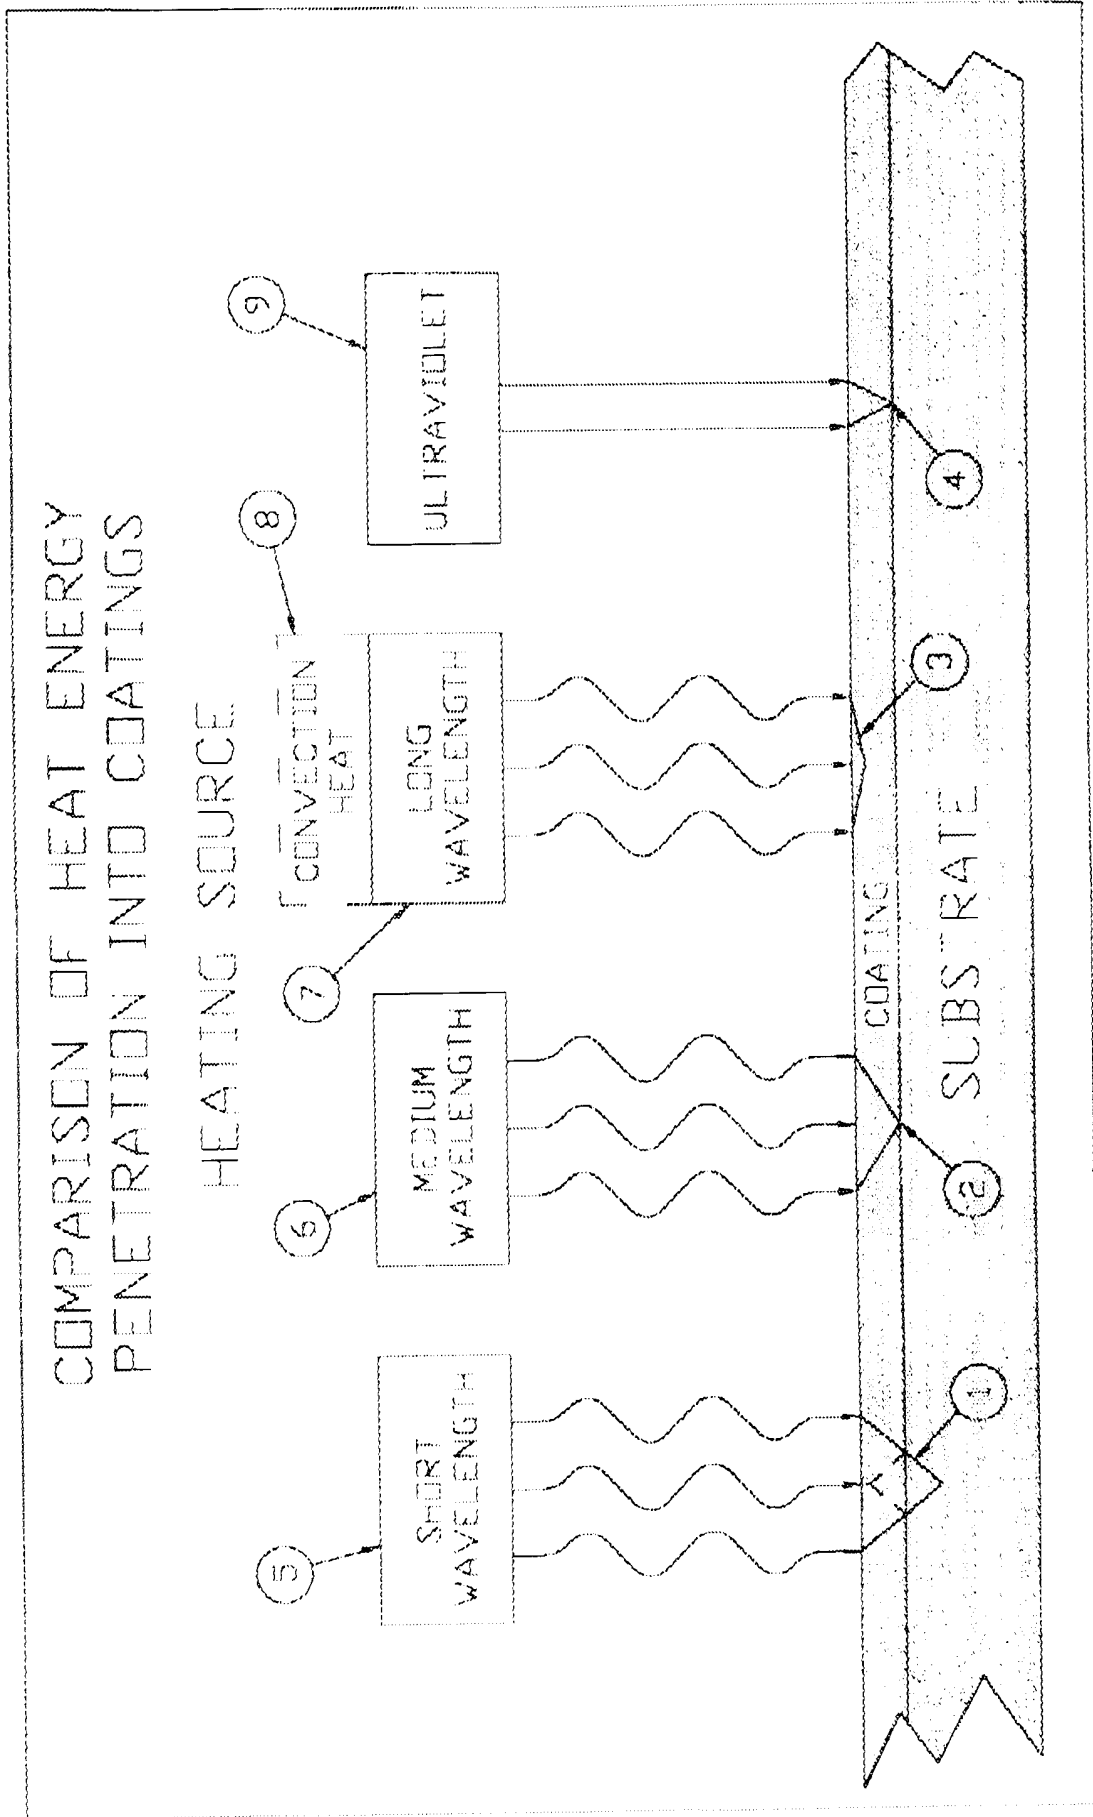 COMPARISON OF HEAT ENERGY
PENETRATION INTO COATINGS
HEATING SOURCE
5
6
7
8
9
SHORT
WAVELENGTH
MEDIUM
WAVELENGTH
CONVECTION
HEAT
LONG
WAVELENGTH
ULTRAVIOLET
COATING
SUBSTRATE
1
2
3
4